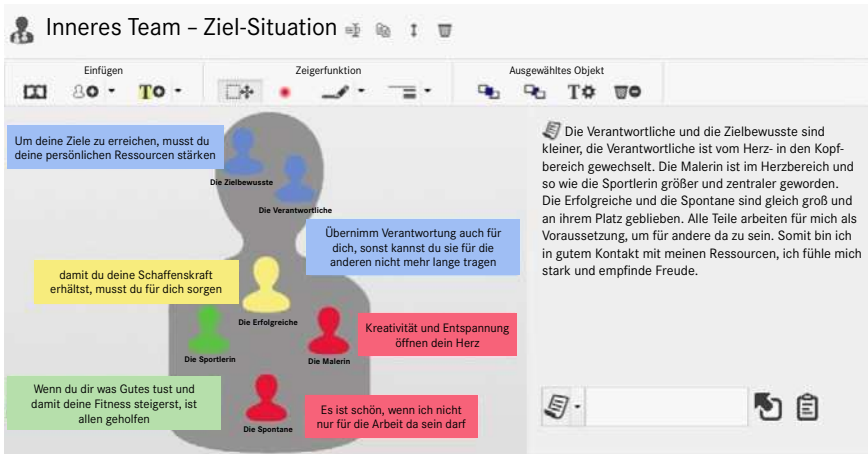 Inneres Team – Ziel-Situation
Einfügen
Zeigerfunktion
Ausgewähltes Objekt
Um deine Ziele zu erreichen, musst du
deine persönlichen Ressourcen stärken
Die Zielbewusste
Die Verantwortliche
Übernimm Verantwortung auch für
dich, sonst kannst du sie für die
anderen nicht mehr lange tragen
damit du deine Schaffenskraft
erhältst, musst du für dich sorgen
Die Erfolgreiche
Kreativität und Entspannung
öffnen dein Herz
Die Sportlerin
Die Malerin
Wenn du dir was Gutes tust und
damit deine Fitness steigerst, ist
allen geholfen
Es ist schön, wenn ich nicht
nur für die Arbeit da sein darf
Die Spontane
Die Verantwortliche und die Zielbewusste sind
kleiner, die Verantwortliche ist vom Herz- in den Kopf-
bereich gewechselt. Die Malerin ist im Herzbereich und
so wie die Sportlerin größer und zentraler geworden.
Die Erfolgreiche und die Spontane sind gleich groß und
an ihrem Platz geblieben. Alle Teile arbeiten für mich als
Voraussetzung, um für andere da zu sein. Somit bin ich
in gutem Kontakt mit meinen Ressourcen, ich fühle mich
stark und empfinde Freude.